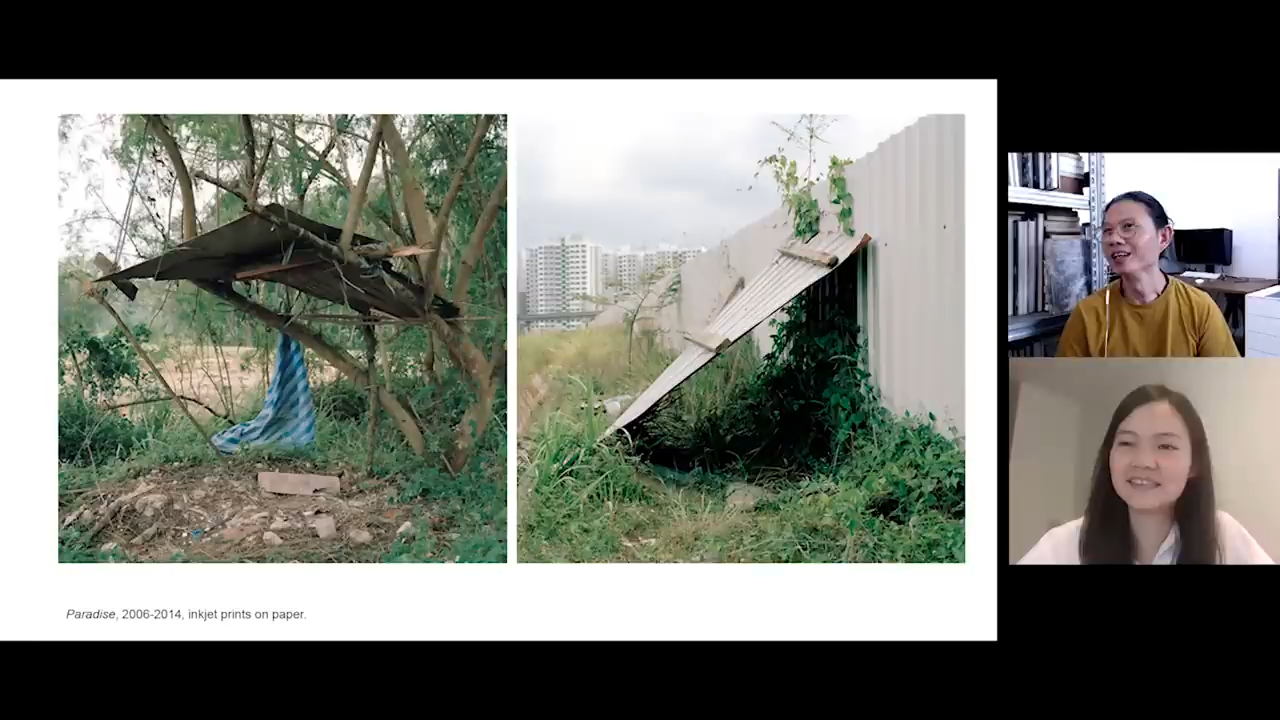 Paradise, 2006-2014, inkjet prints on paper.